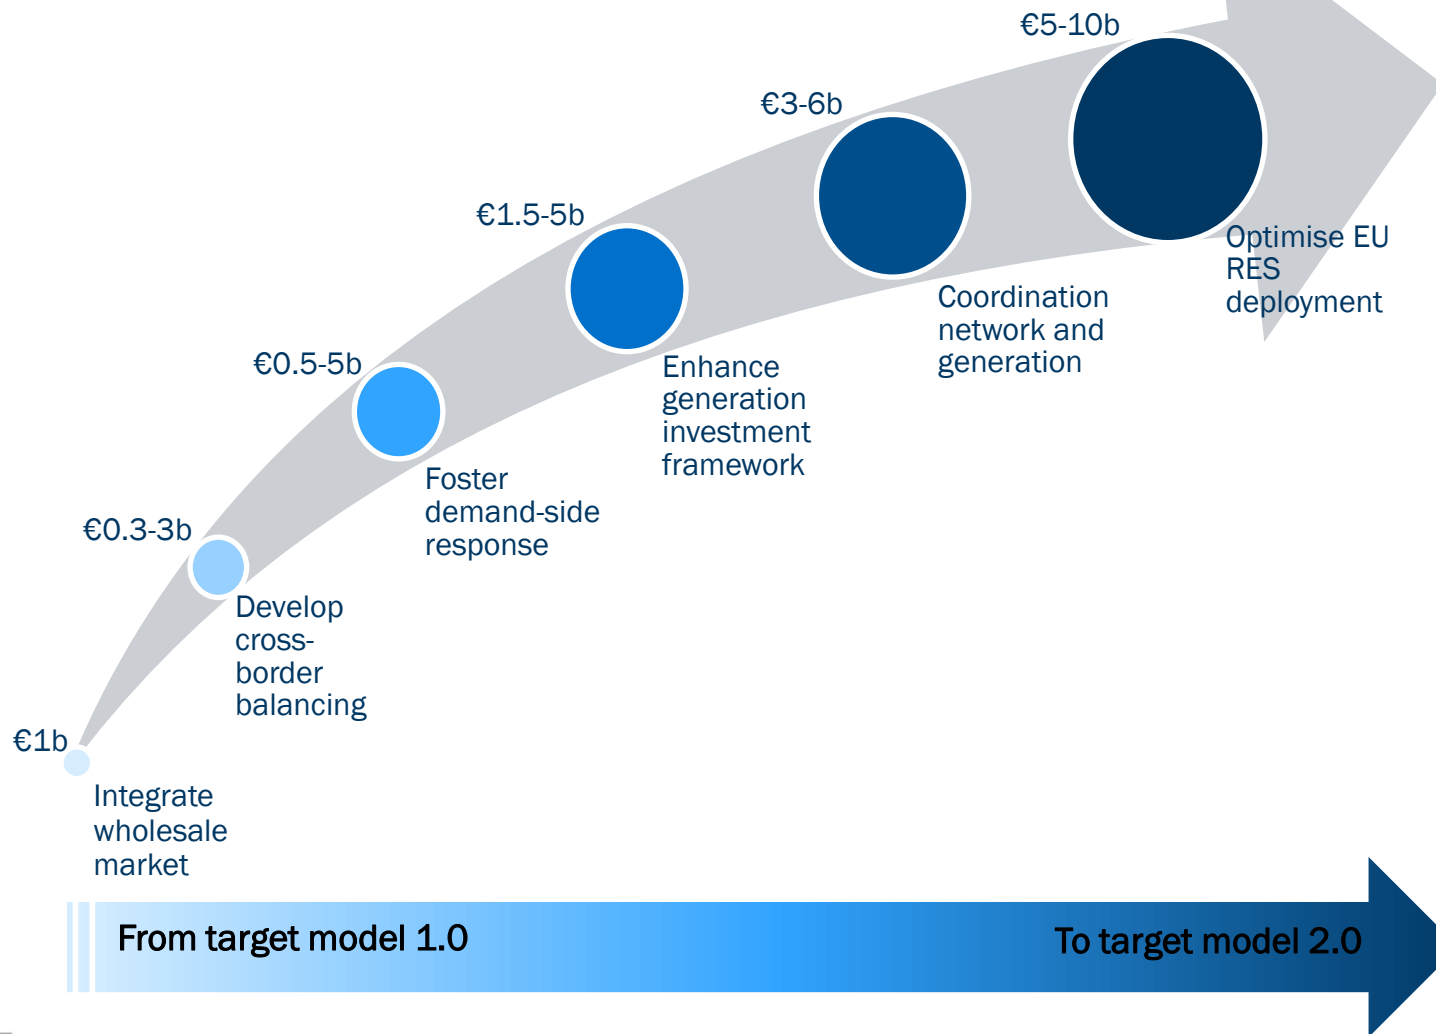 €5-10b
Optimise EU
RES
deployment
€3-6b
Coordination
network and
generation
€1.5-5b
Enhance
generation
investment
framework
€0.5-5b
Foster
demand-side
response
€0.3-3b
Develop
cross-
border
balancing
€1b
Integrate
wholesale
market
From target model 1.0
To target model 2.0